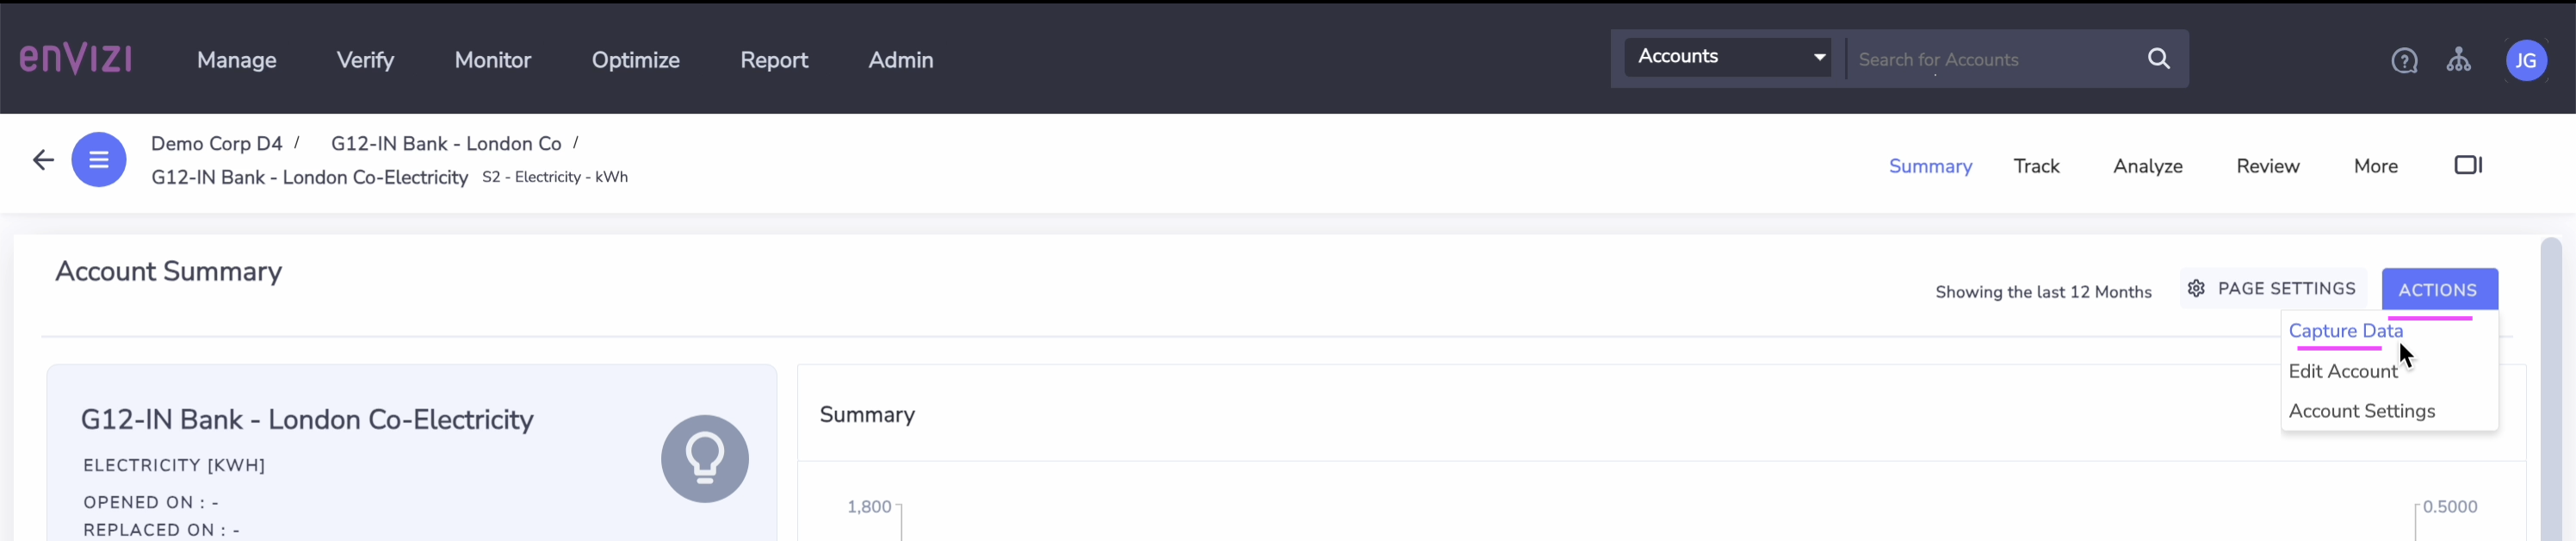 enVIZI Manage Verify Monitor Optimize Report Admin Accounts Search for Accounts JG
Demo Corp D4 / G12-IN Bank - London Co /
G12-IN Bank - London Co-Electricity S2 - Electricity - kWh
Summary Track Analyze Review More
Account Summary
Showing the last 12 Months PAGE SETTINGS ACTIONS
Capture Data
Edit Account
Account Settings
G12-IN Bank - London Co-Electricity
ELECTRICITY [KWH]
OPENED ON : -
REPLACED ON : -
Summary
1,800
0.5000